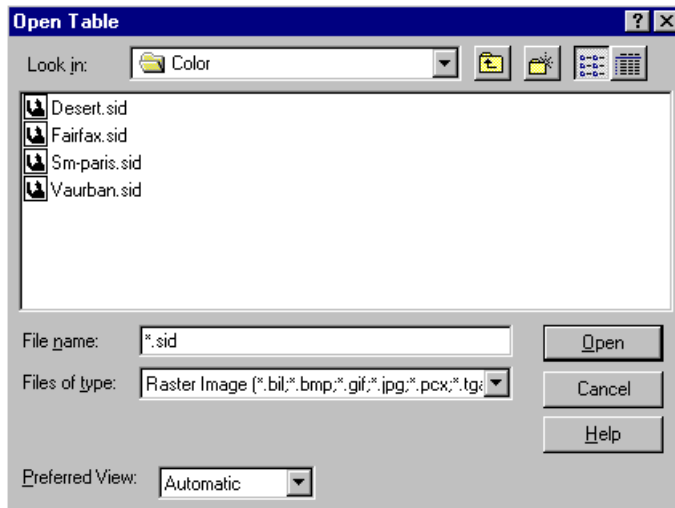 Open Table
Look in: Color
Desert.sid
Fairfax.sid
Sm-paris.sid
Vaurban.sid
File name: *.sid Open
Files of type: Raster Image (*.bil;*.bmp;*.gif;*.jpg;*.pcx;*.tga Cancel
Help
Preferred View: Automatic